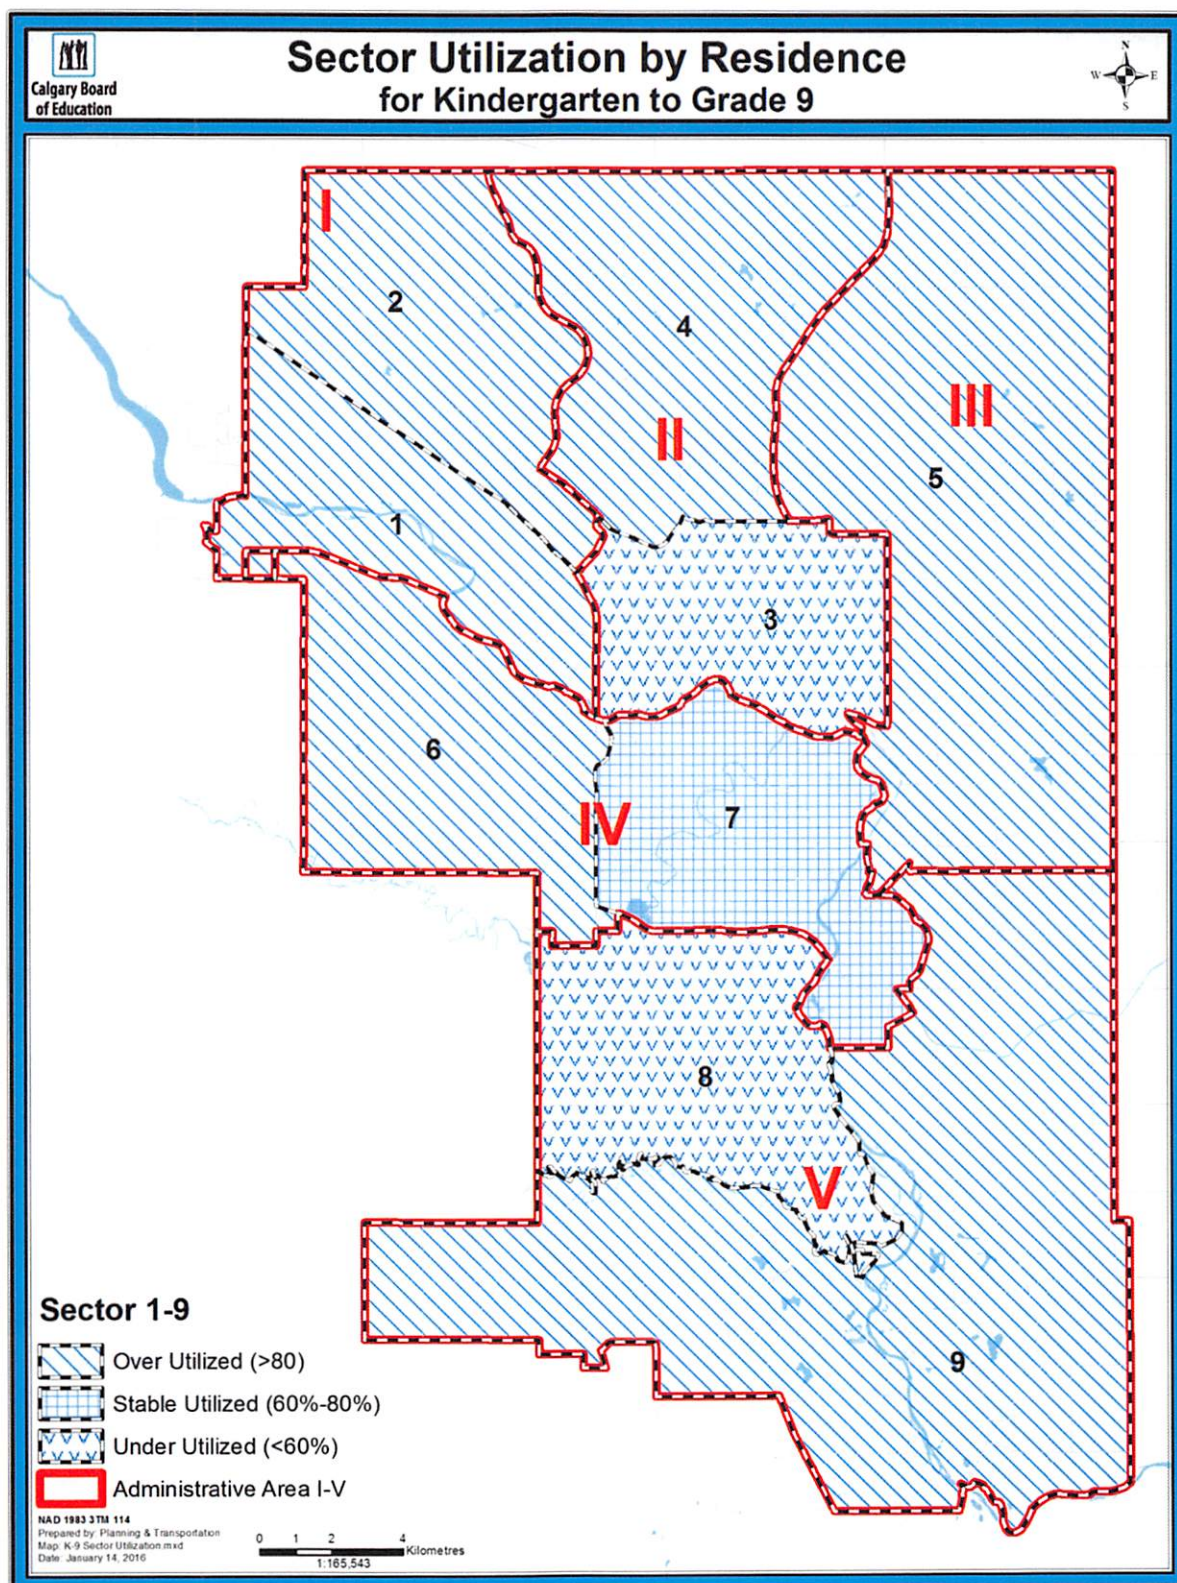 Calgary Board
of Education
Sector Utilization by Residence
for Kindergarten to Grade 9
N
W
E
S
I
2
4
II
III
5
1
3
6
IV
7
8
V
9
Sector 1-9
Over Utilized (>80)
Stable Utilized (60%-80%)
Under Utilized (<60%)
Administrative Area I-V
NAD 1983 3TM 114
Prepared by: Planning & Transportation
Map: K-9 Sector Utilization.mxd
Date: January 14, 2016
0 1 2 4
Kilometres
1:165,543